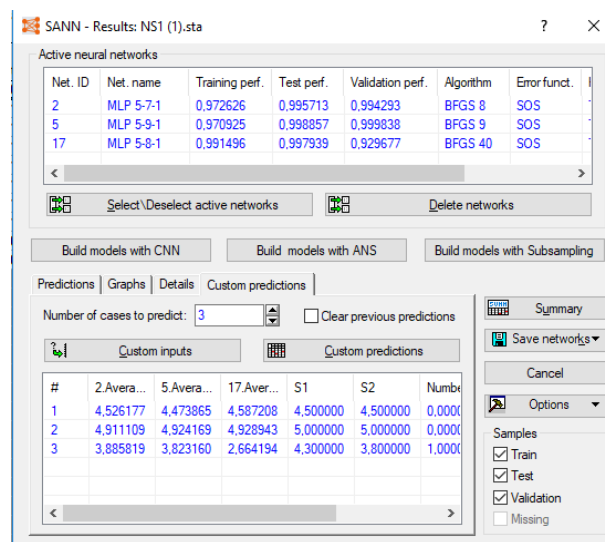 SANN - Results: NS1 (1).sta ? X
Active neural networks
Net. ID Net. name Training perf. Test perf. Validation perf. Algorithm Error funct.
2 MLP 5-7-1 0,972626 0,995713 0,994293 BFGS 8 SOS
5 MLP 5-9-1 0,970925 0,998857 0,999838 BFGS 9 SOS
17 MLP 5-8-1 0,991496 0,997939 0,929677 BFGS 40 SOS
Select\Deselect active networks Delete networks
Build models with CNN Build models with ANS Build models with Subsampling
Predictions Graphs Details Custom predictions
Number of cases to predict: 3 Clear previous predictions
Custom inputs Custom predictions
# 2.Avera... 5.Avera... 17.Aver... S1 S2 Numbe
1 4,526177 4,473865 4,587208 4,500000 4,500000 0,0000
2 4,911109 4,924169 4,928943 5,000000 5,000000 0,0000
3 3,885819 3,823160 2,664194 4,300000 3,800000 1,0000
SUMM Summary
Save networks
Cancel
Options
Samples
Train
Test
Validation
Missing